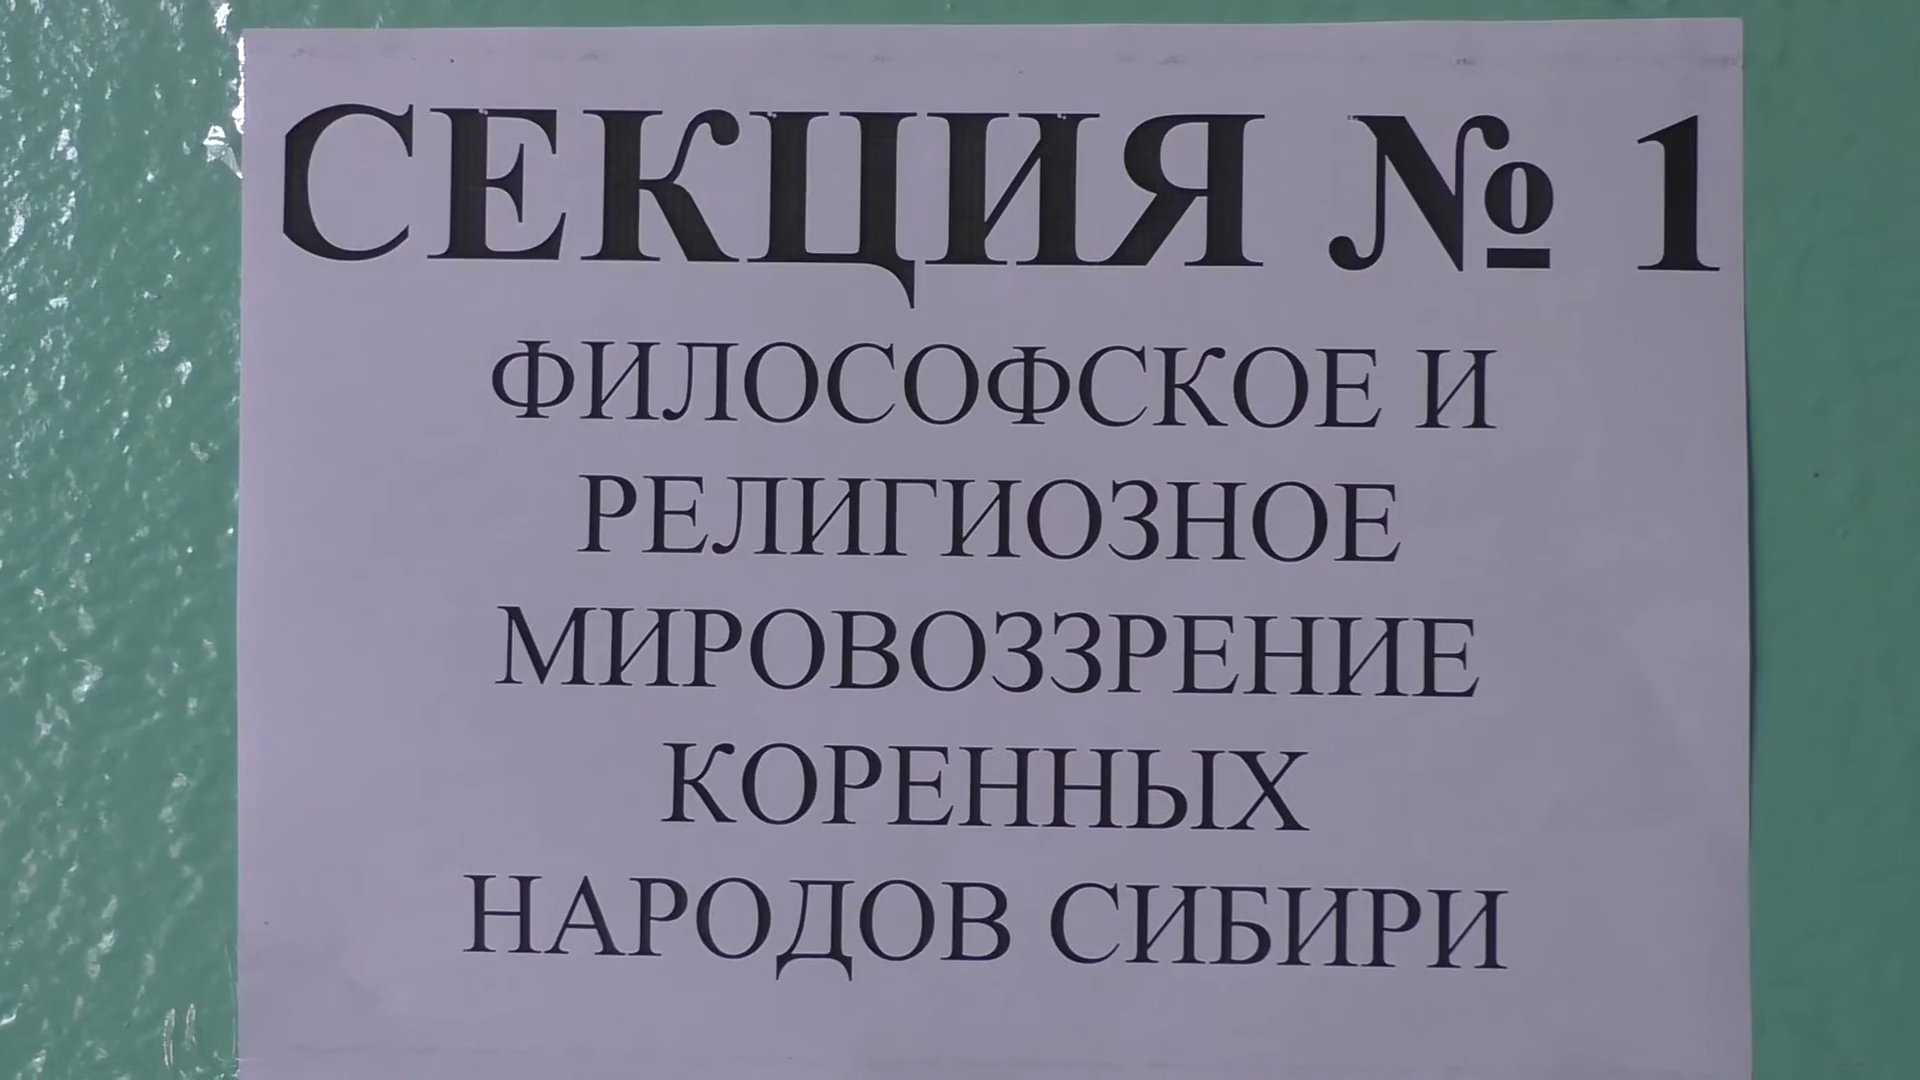 СЕКЦИЯ № 1
ФИЛОСОФСКОЕ И
РЕЛИГИОЗНОЕ
МИРОВОЗЗРЕНИЕ
КОРЕННЫХ
НАРОДОВ СИБИРИ